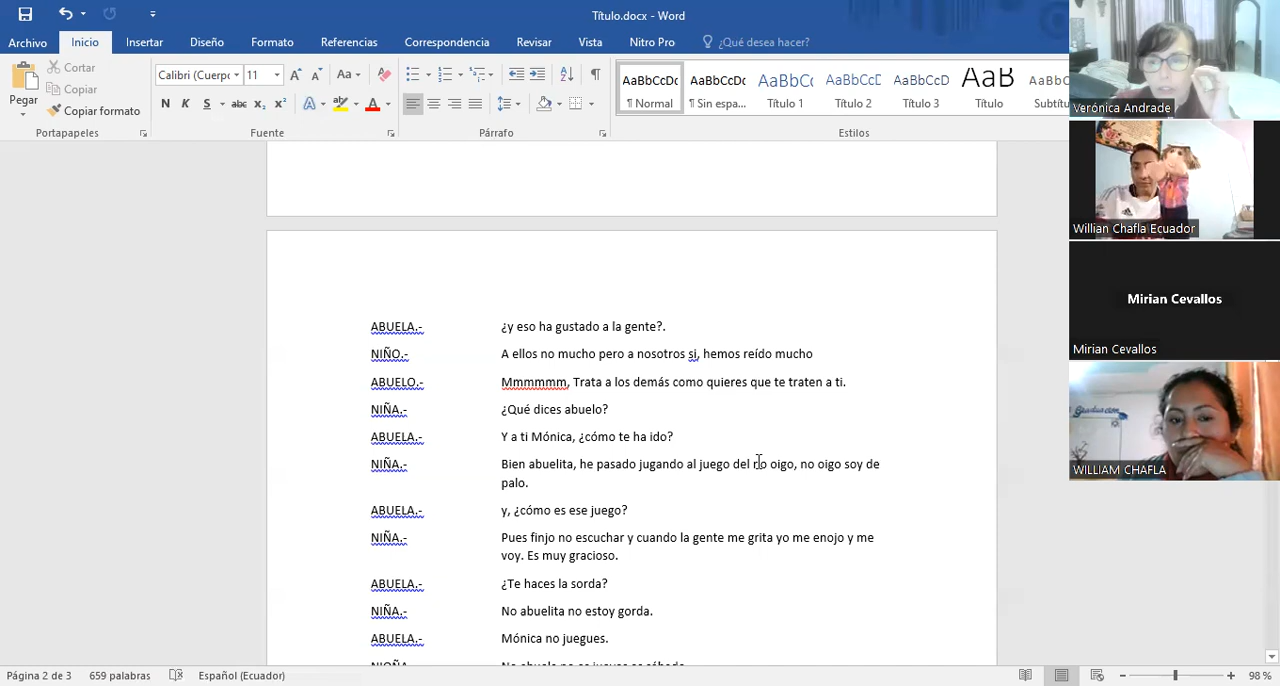 Título.docx - Word
Archivo
Inicio
Insertar
Diseño
Formato
Referencias
Correspondencia
Revisar
Vista
Nitro Pro
¿Qué desea hacer?
Pegar
Cortar
Copiar
Copiar formato
Portapapeles
Calibri (Cuerpo
11
Aa
N K S abc x₂ x²
Fuente
Párrafo
AaBbCcDc
¶ Normal
AaBbCcDc
¶ Sin espa...
AaBbCc
Título 1
AaBbCcD
Título 2
AaBbCcD
Título 3
AaB
Título
AaBbCcD
Subtítu
Estilos
Verónica Andrade
Willian Chafla Ecuador
Mirian Cevallos
Mirian Cevallos
Graduación
WILLIAM CHAFLA
ABUELA.- ¿y eso ha gustado a la gente?.
NIÑO.- A ellos no mucho pero a nosotros si, hemos reído mucho
ABUELO.- Mmmmmm, Trata a los demás como quieres que te traten a ti.
NIÑA.- ¿Qué dices abuelo?
ABUELA.- Y a ti Mónica, ¿cómo te ha ido?
NIÑA.- Bien abuelita, he pasado jugando al juego del no oigo, no oigo soy de
palo.
ABUELA.- y, ¿cómo es ese juego?
NIÑA.- Pues finjo no escuchar y cuando la gente me grita yo me enojo y me
voy. Es muy gracioso.
ABUELA.- ¿Te haces la sorda?
NIÑA.- No abuelita no estoy gorda.
ABUELA.- Mónica no juegues.
Página 2 de 3
659 palabras
Español (Ecuador)
98 %